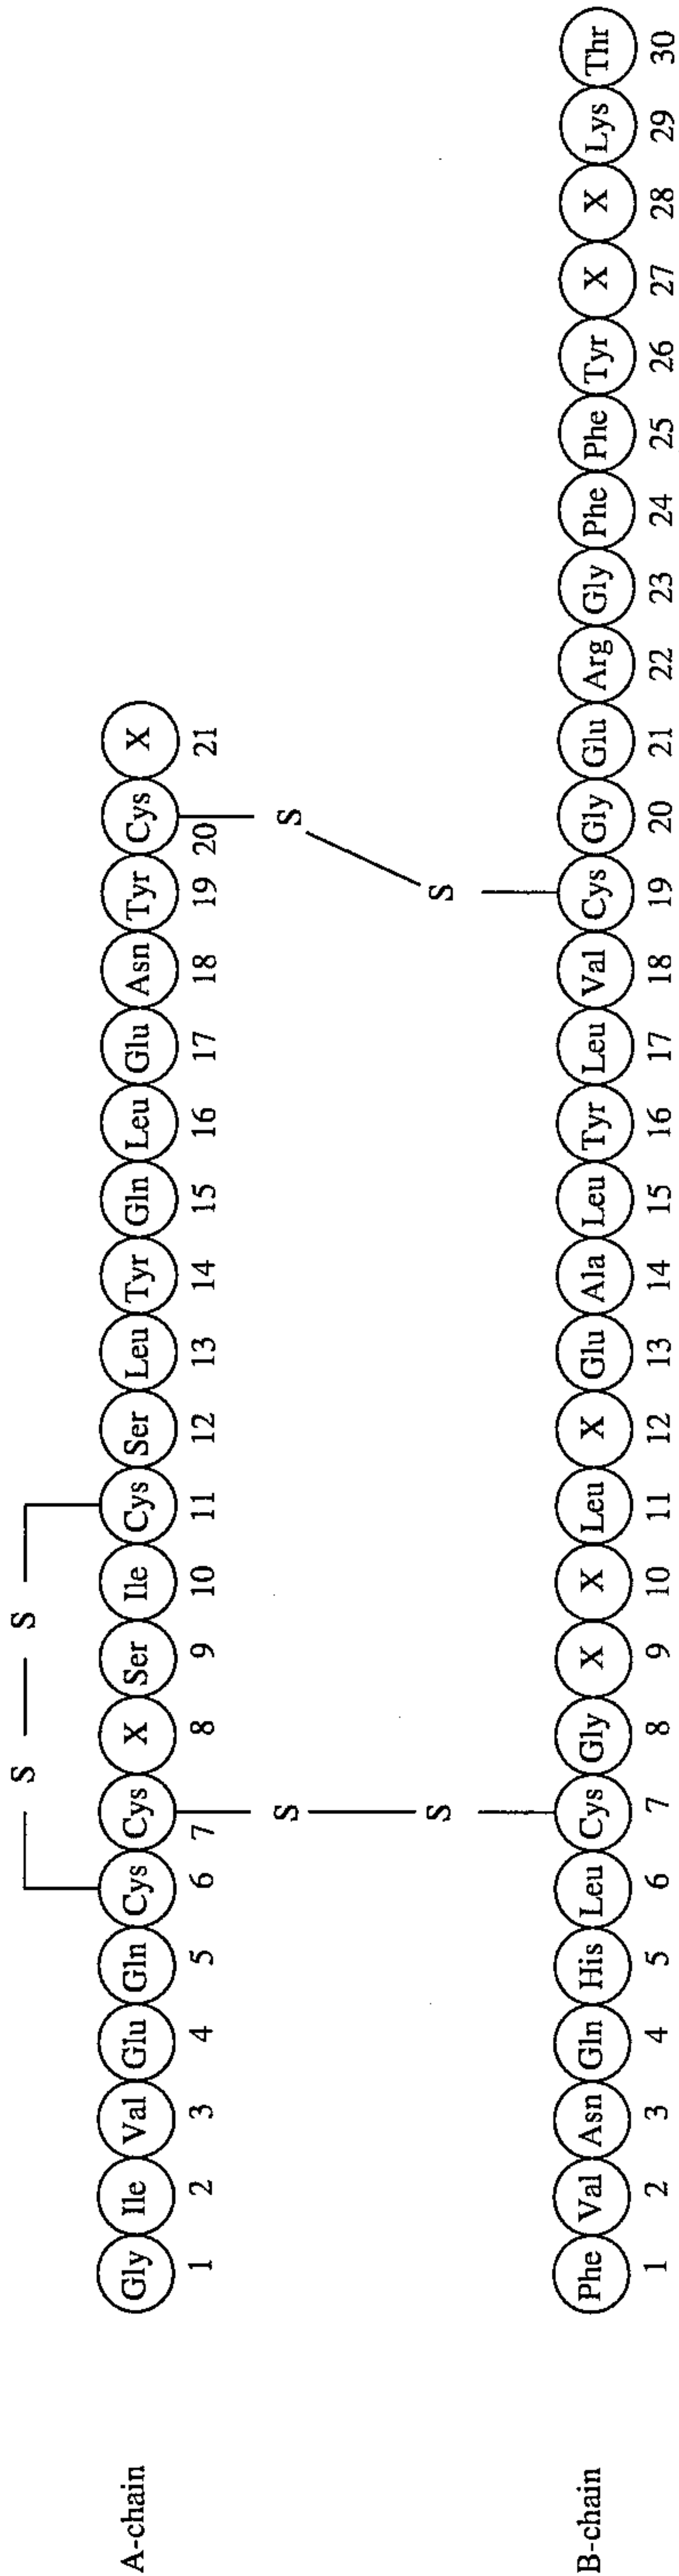 S S
A-chain Gly Ile Val Glu Gln Cys Cys X Ser Ile Cys Ser Leu Tyr Gln Leu Glu Asn Tyr Cys X
1 2 3 4 5 6 7 8 9 10 11 12 13 14 15 16 17 18 19 20 21
S S
S S
B-chain Phe Val Asn Gln His Leu Cys Gly X X Leu X Glu Ala Leu Tyr Leu Val Cys Gly Glu Arg Gly Phe Phe Tyr X X Lys Thr
1 2 3 4 5 6 7 8 9 10 11 12 13 14 15 16 17 18 19 20 21 22 23 24 25 26 27 28 29 30